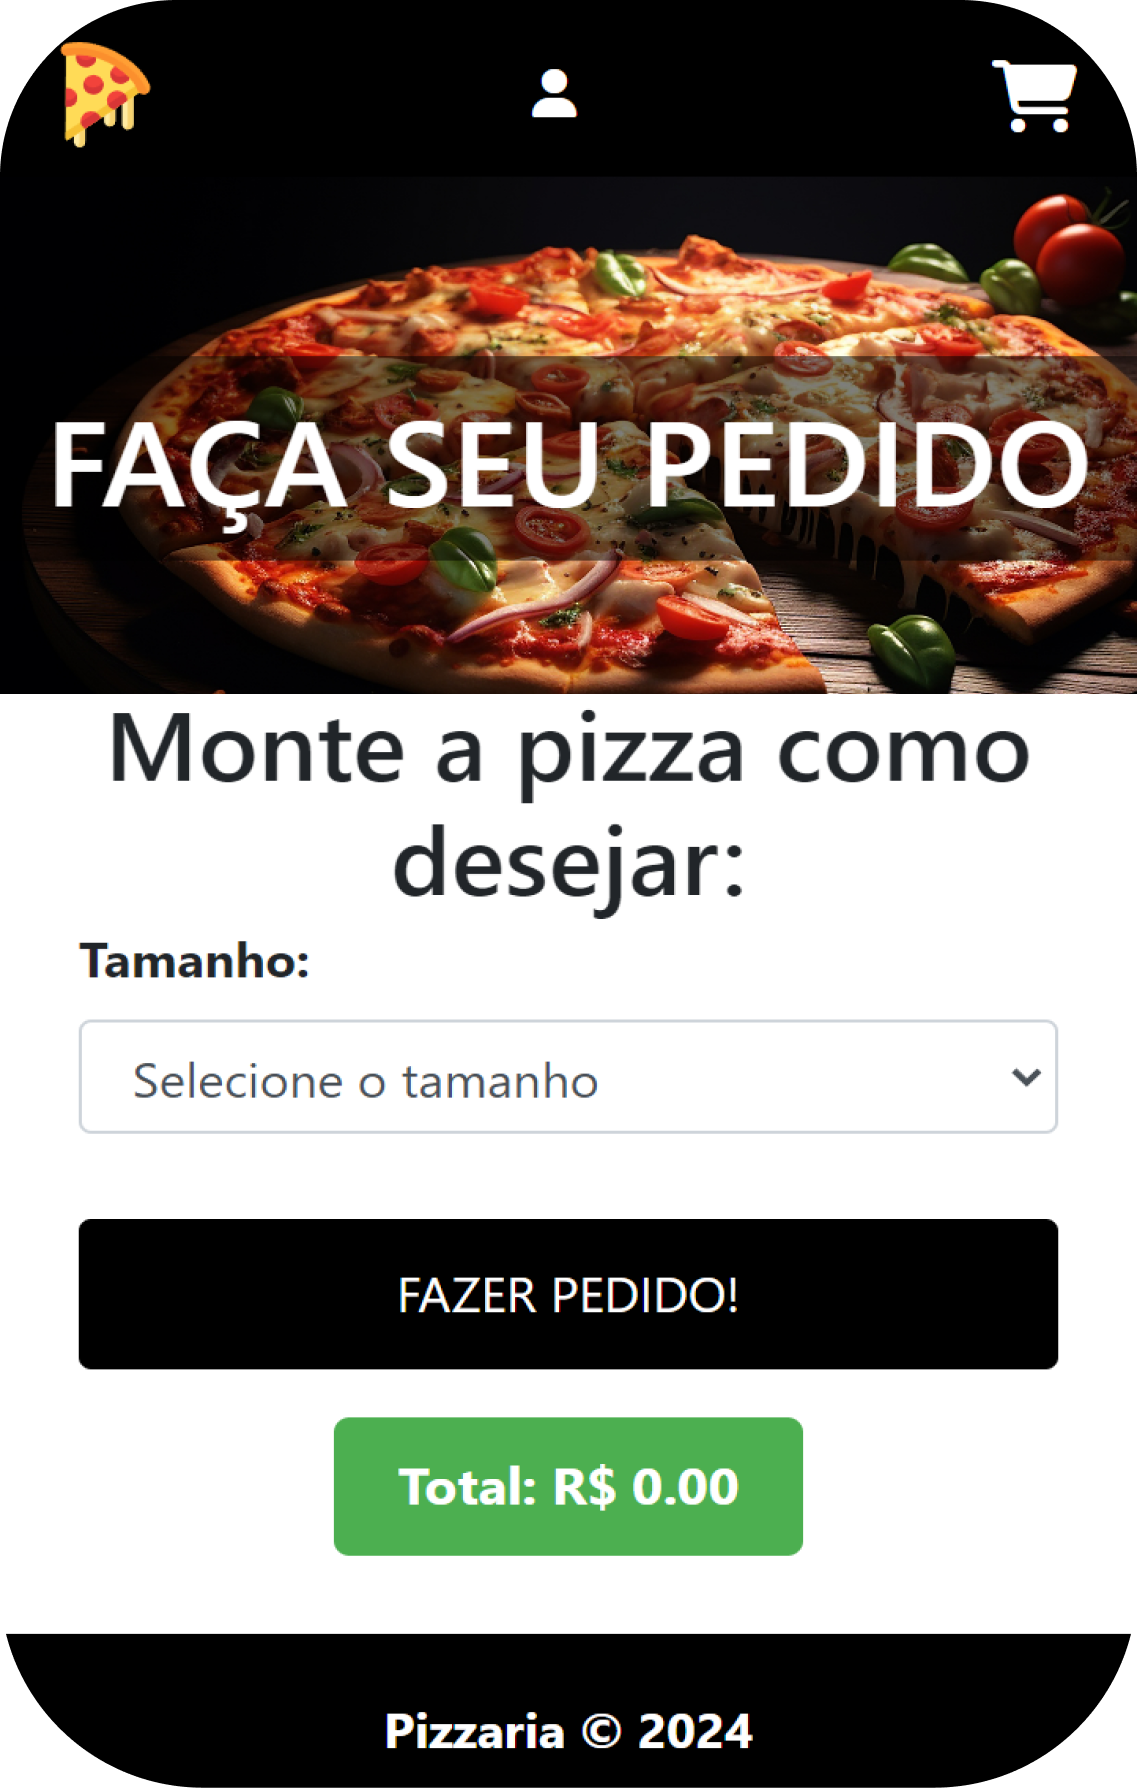 FAÇA SEU PEDIDO
Monte a pizza como
desejar:
Tamanho:
Selecione o tamanho
FAZER PEDIDO!
Total: R$ 0.00
Pizzaria © 2024